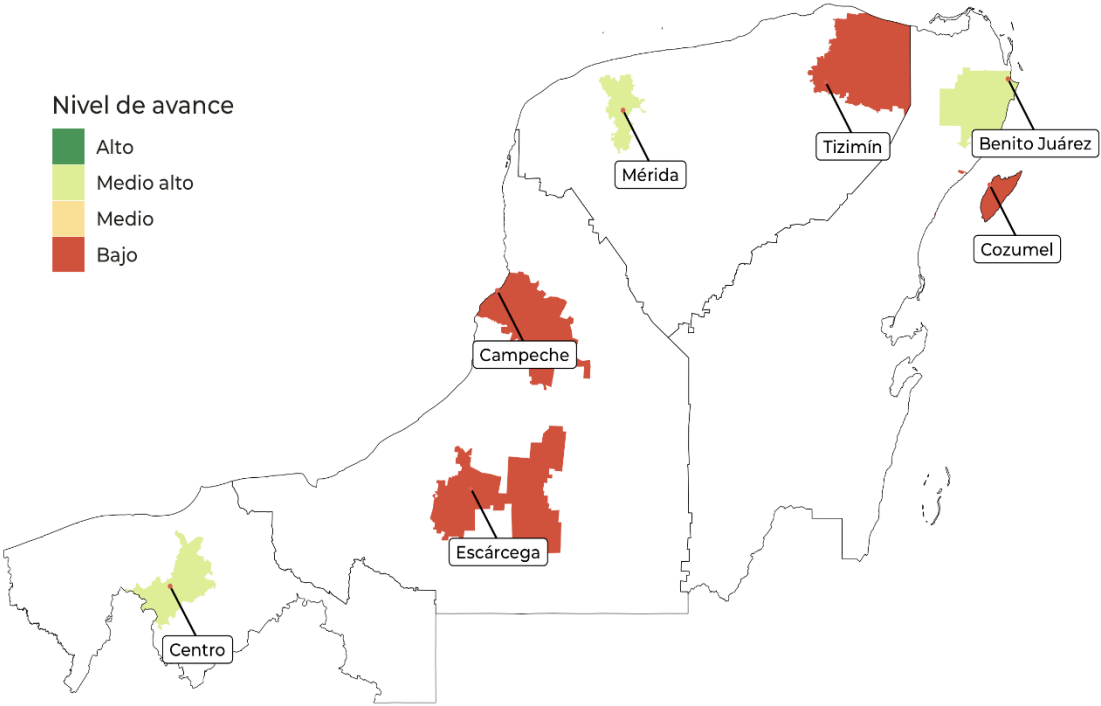 Nivel de avance
Alto
Medio alto
Medio
Bajo
Mérida
Tizimín
Benito Juárez
Cozumel
Campeche
Escárcega
Centro